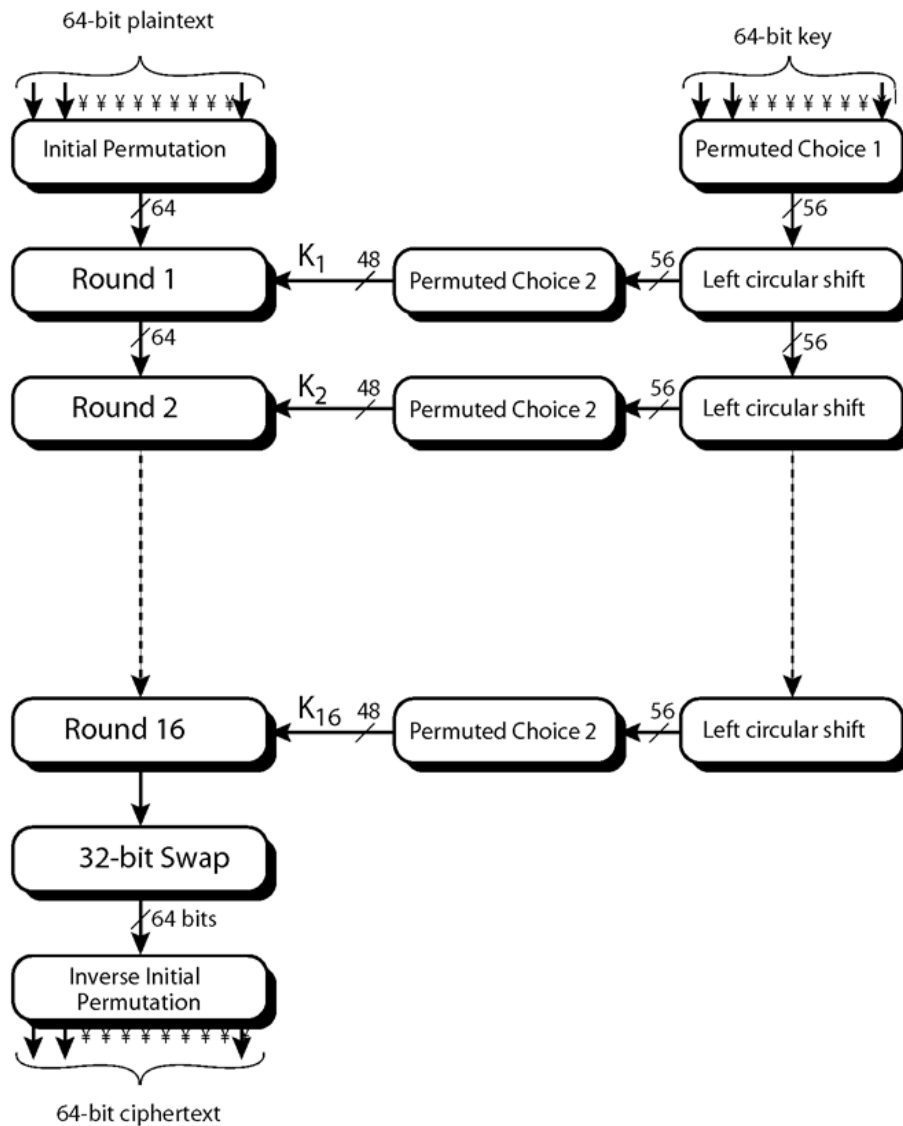 64-bit plaintext
64-bit key
¥ ¥ ¥ ¥ ¥ ¥ ¥ ¥ ¥
¥ ¥ ¥ ¥ ¥ ¥ ¥ ¥ ¥
Initial Permutation
Permuted Choice 1
64
56
K1
48
56
Round 1
Permuted Choice 2
Left circular shift
64
56
K2
48
56
Round 2
Permuted Choice 2
Left circular shift
K16
48
56
Round 16
Permuted Choice 2
Left circular shift
32-bit Swap
64 bits
Inverse Initial
Permutation
¥ ¥ ¥ ¥ ¥ ¥ ¥ ¥ ¥
64-bit ciphertext